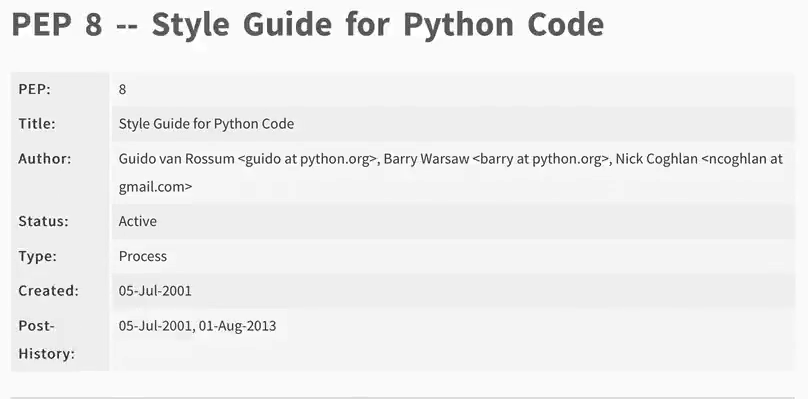 PEP 8 -- Style Guide for Python Code
PEP: 8
Title: Style Guide for Python Code
Author: Guido van Rossum <guido at python.org>, Barry Warsaw <barry at python.org>, Nick Coghlan <ncoghlan at
gmail.com>
Status: Active
Type: Process
Created: 05-Jul-2001
Post- 05-Jul-2001, 01-Aug-2013
History: